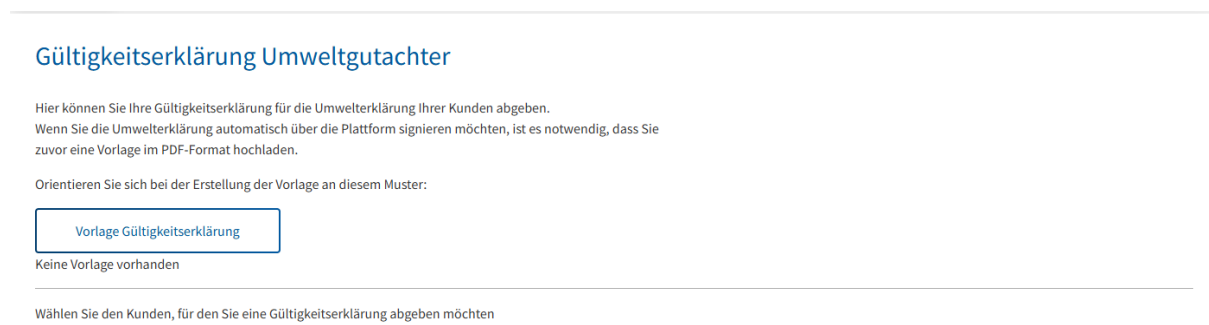 Gültigkeitserklärung Umweltgutachter
Hier können Sie Ihre Gültigkeitserklärung für die Umwelterklärung Ihrer Kunden abgeben.
Wenn Sie die Umwelterklärung automatisch über die Plattform signieren möchten, ist es notwendig, dass Sie
zuvor eine Vorlage im PDF-Format hochladen.
Orientieren Sie sich bei der Erstellung der Vorlage an diesem Muster:
Vorlage Gültigkeitserklärung
Keine Vorlage vorhanden
Wählen Sie den Kunden, für den Sie eine Gültigkeitserklärung abgeben möchten